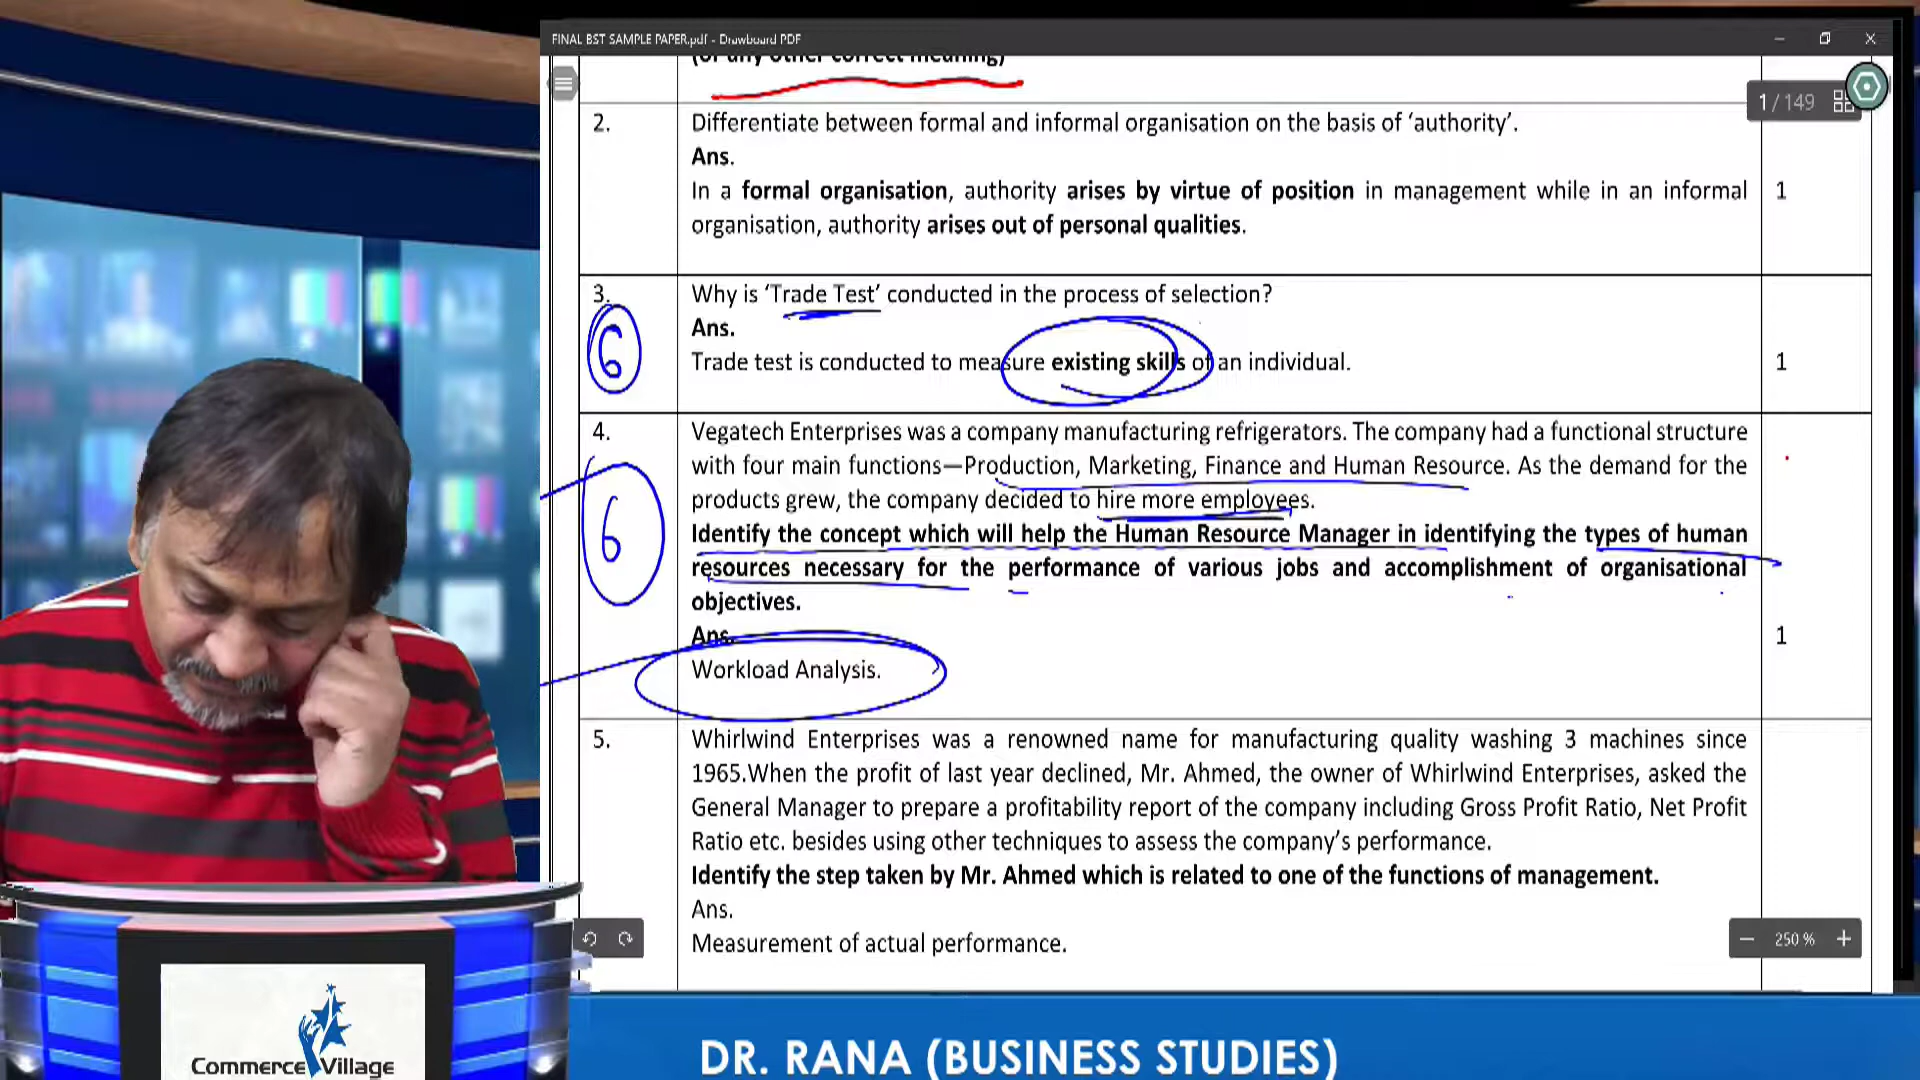 FINAL BST SAMPLE PAPER.pdf - Drawboard PDF
(or any other correct meaning)
1 / 149
2.
Differentiate between formal and informal organisation on the basis of ‘authority’.
Ans.
In a formal organisation, authority arises by virtue of position in management while in an informal
1
organisation, authority arises out of personal qualities.
3.
Why is ‘Trade Test’ conducted in the process of selection?
6
Ans.
Trade test is conducted to measure existing skills of an individual.
1
4.
Vegatech Enterprises was a company manufacturing refrigerators. The company had a functional structure
with four main functions—Production, Marketing, Finance and Human Resource. As the demand for the
products grew, the company decided to hire more employees.
6
Identify the concept which will help the Human Resource Manager in identifying the types of human
resources necessary for the performance of various jobs and accomplishment of organisational
objectives.
Ans.
1
Workload Analysis.
5.
Whirlwind Enterprises was a renowned name for manufacturing quality washing 3 machines since
1965.When the profit of last year declined, Mr. Ahmed, the owner of Whirlwind Enterprises, asked the
General Manager to prepare a profitability report of the company including Gross Profit Ratio, Net Profit
Ratio etc. besides using other techniques to assess the company’s performance.
Identify the step taken by Mr. Ahmed which is related to one of the functions of management.
Ans.
Measurement of actual performance.
250 %
Commerce Village
DR. RANA (BUSINESS STUDIES)